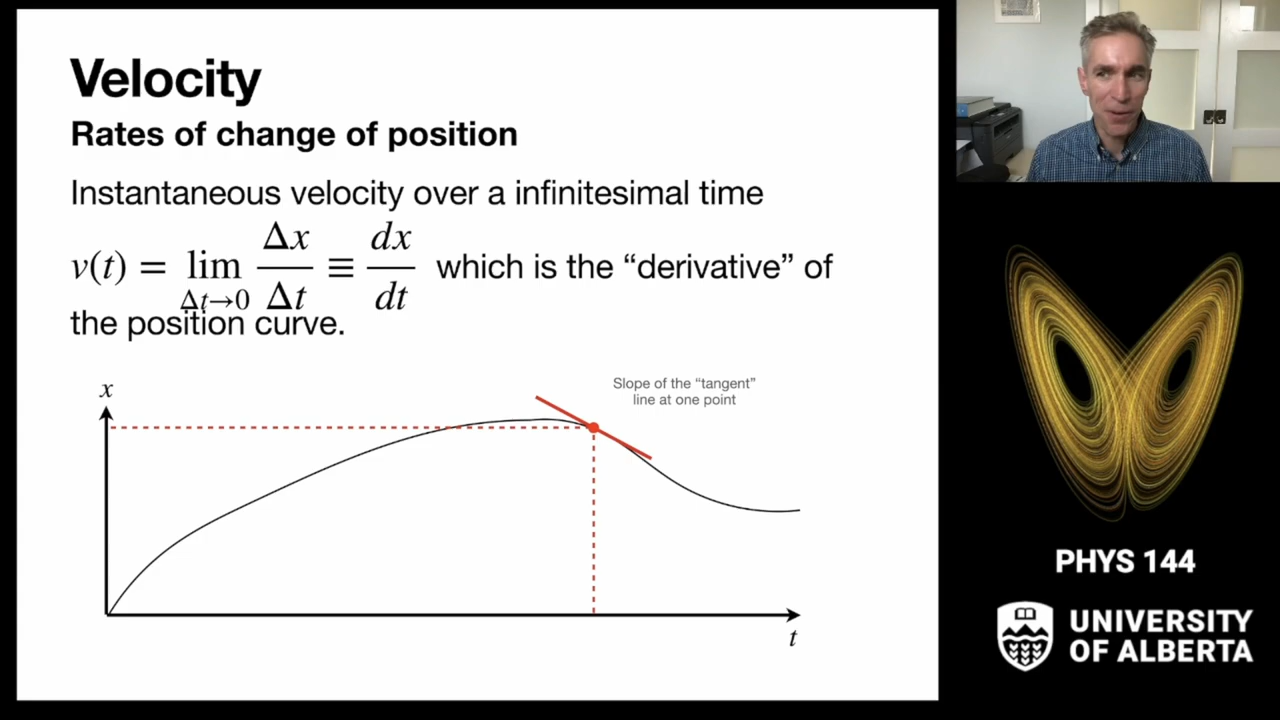 Velocity
Rates of change of position
Instantaneous velocity over a infinitesimal time
v(t) = lim Δt→0 Δx/Δt ≡ dx/dt which is the “derivative” of
the position curve.
x
Slope of the “tangent”
line at one point
t
PHYS 144
UNIVERSITY
OF ALBERTA